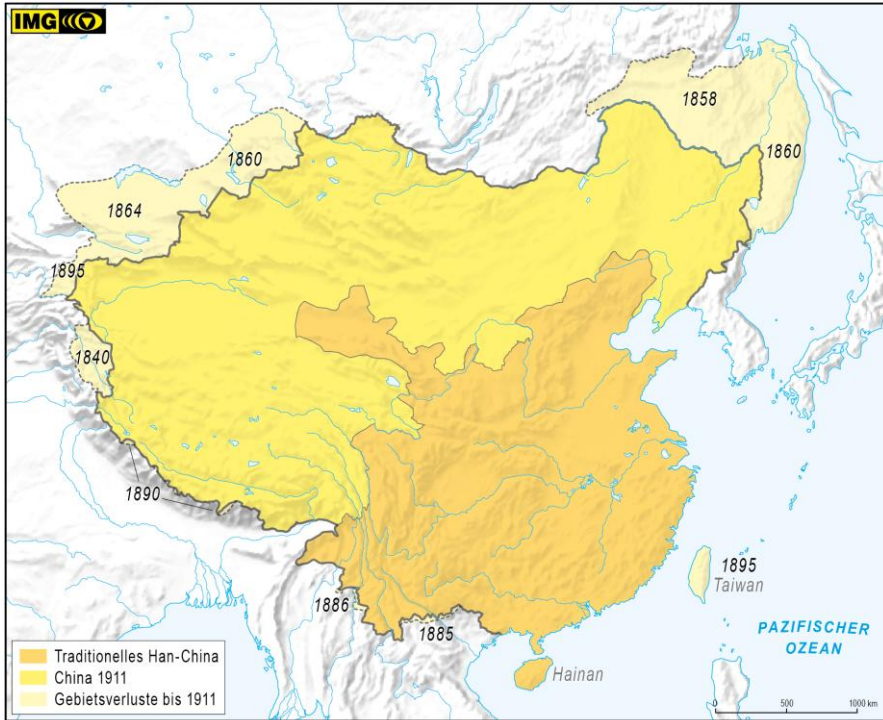 IMG
1858
1860
1860
1864
1895
1840
1890
1895
Taiwan
1886
1885
PAZIFISCHER
OZEAN
Hainan
Traditionelles Han-China
China 1911
Gebietsverluste bis 1911
0 500 1000 km